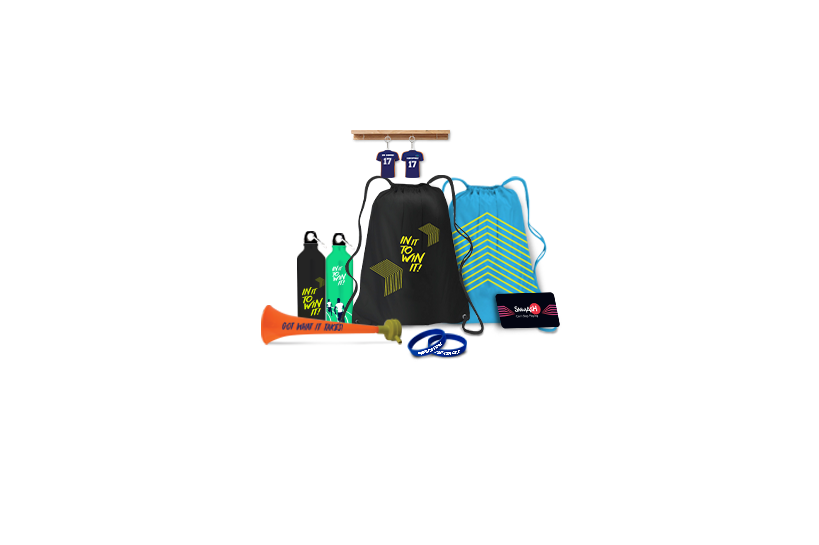 17
17
IN IT
TO
WIN
IT!
IN IT
TO
WIN
IT!
IN IT
TO
WIN
IT!
GOT WHAT IT TAKES!
SMAAASH